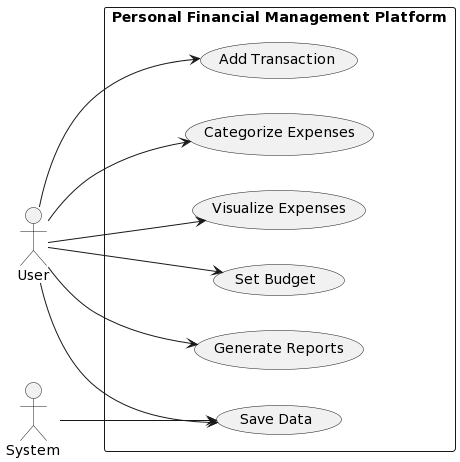 Personal Financial Management Platform
Add Transaction
Categorize Expenses
Visualize Expenses
User
Set Budget
Generate Reports
Save Data
System